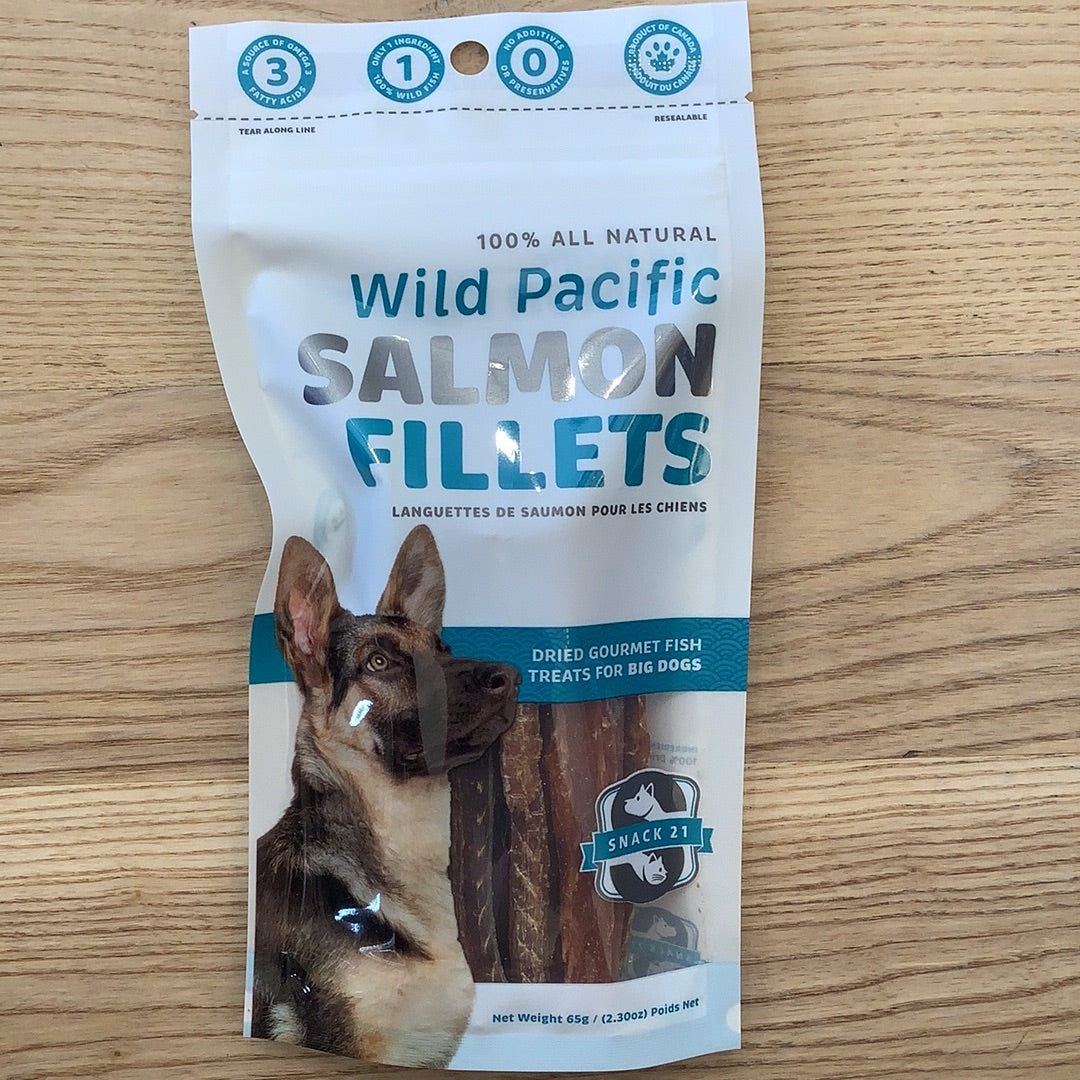 A SOURCE OF OMEGA 3
3
FATTY ACIDS
ONLY 1 INGREDIENT
1
100% WILD FISH
NO ADDITIVES
0
OR PRESERVATIVES
PRODUCT OF CANADA
PRODUIT DU CANADA
TEAR ALONG LINE
RESEALABLE
100% ALL NATURAL
Wild Pacific
SALMON
FILLETS
LANGUETTES DE SAUMON POUR LES CHIENS
DRIED GOURMET FISH
TREATS FOR BIG DOGS
SNACK 21
Net Weight 65g / (2.30oz) Poids Net